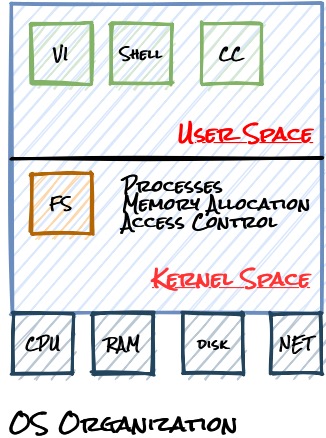 VI SHELL CC
USER SPACE
PROCESSES
FS MEMORY ALLOCATION
ACCESS CONTROL
KERNEL SPACE
CPU RAM DISK NET
OS ORGANIZATION